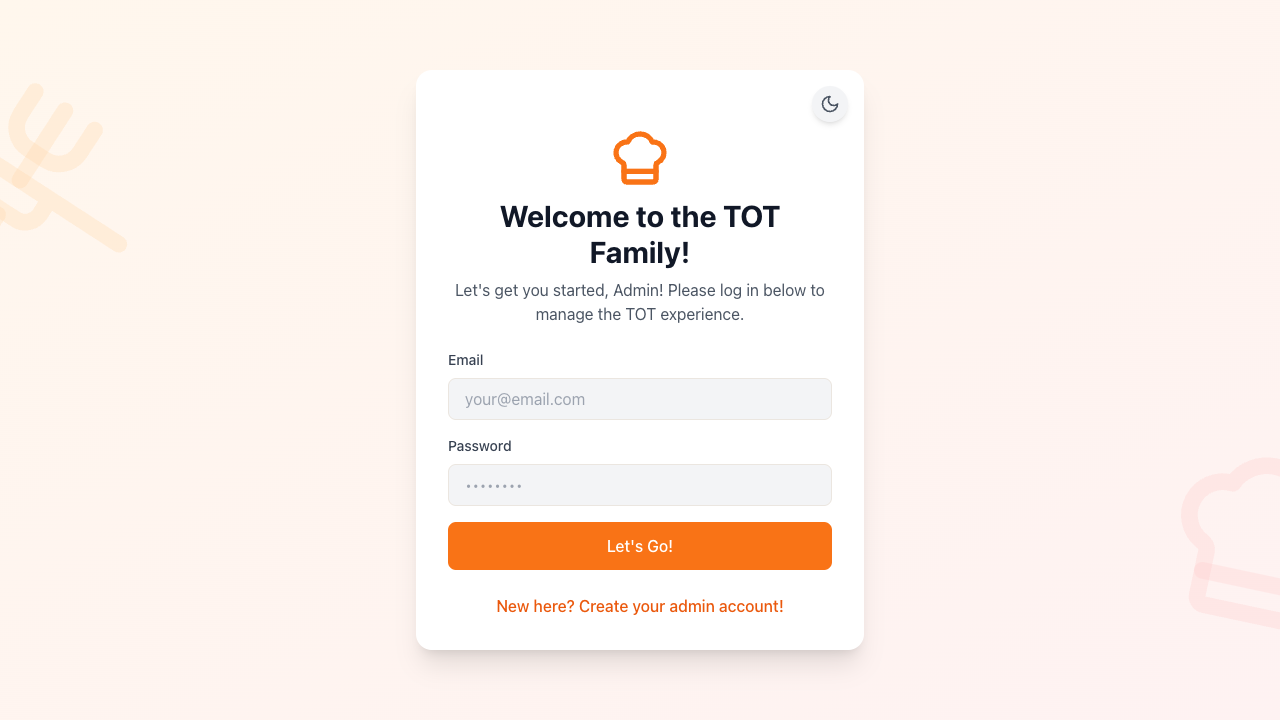 Welcome to the TOT
Family!
Let's get you started, Admin! Please log in below to
manage the TOT experience.
Email
your@email.com
Password
••••••••
Let's Go!
New here? Create your admin account!